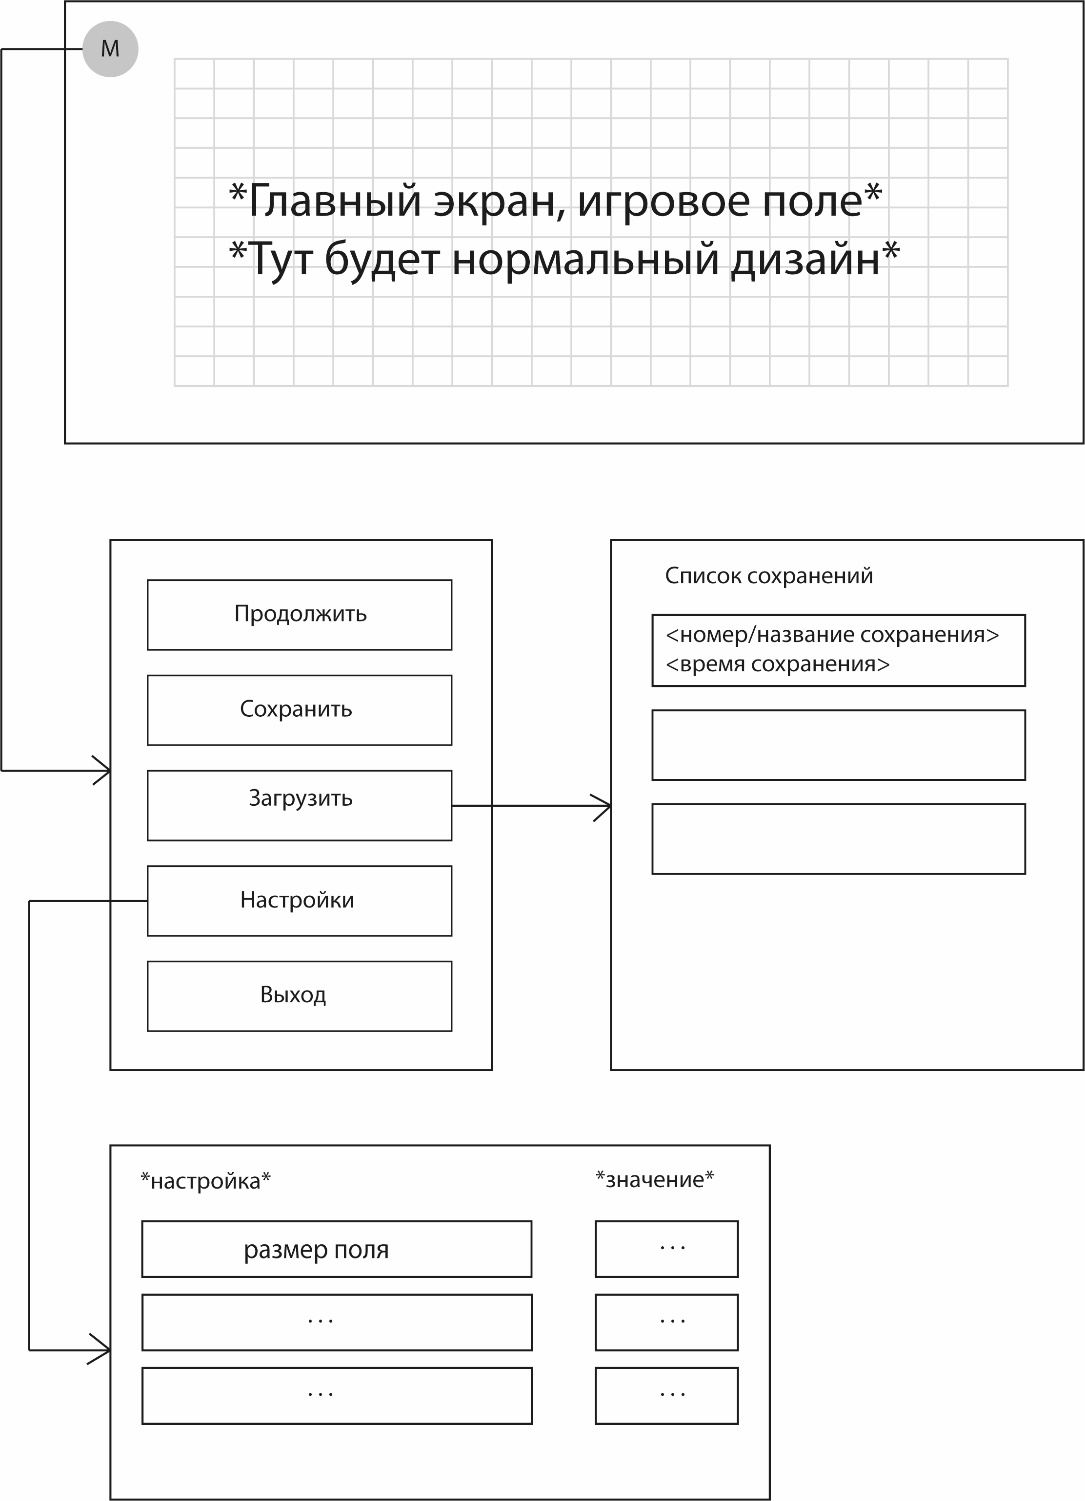 М
*Главный экран, игровое поле*
*Тут будет нормальный дизайн*
Продолжить
Сохранить
Загрузить
Настройки
Выход
Список сохранений
<номер/название сохранения>
<время сохранения>
*настройка*
*значение*
размер поля
...
...
...
...
...